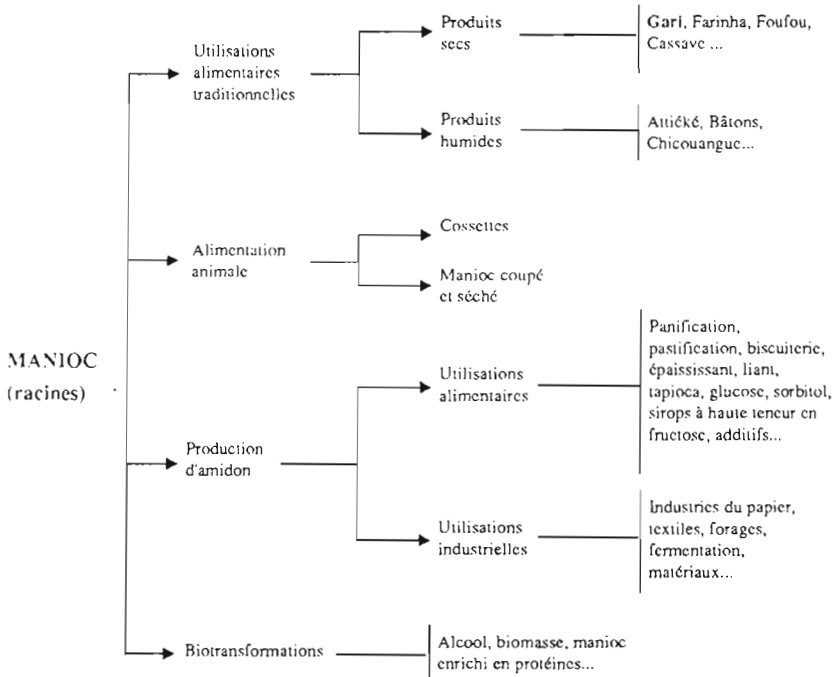 MANIOC
(racines)
Utilisations
alimentaires
traditionnelles
Produits
secs
Gari, Farinha, Foufou,
Cassave ...
Produits
humides
Attiéké, Bâtons,
Chicouangue...
Alimentation
animale
Cossettes
Manioc coupé
et séché
Production
d'amidon
Utilisations
alimentaires
Panification,
pastification, biscuiterie,
épaississant, liant,
tapioca, glucose, sorbitol,
sirops à haute teneur en
fructose, additifs...
Utilisations
industrielles
Industries du papier,
textiles, forages,
fermentation,
matériaux...
Biotransformations
Alcool, biomasse, manioc
enrichi en protéines...